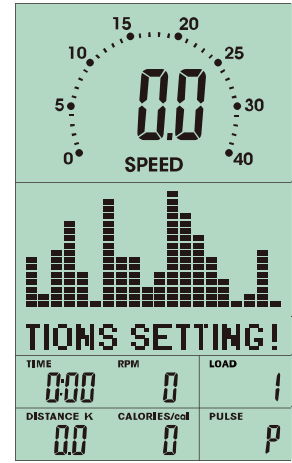 15 20
10 25
5 0.0 30
0 SPEED 40
TIONS SETTING!
TIME RPM LOAD
0:00 0 1
DISTANCE K CALORIES/cal PULSE
0.0 0 P